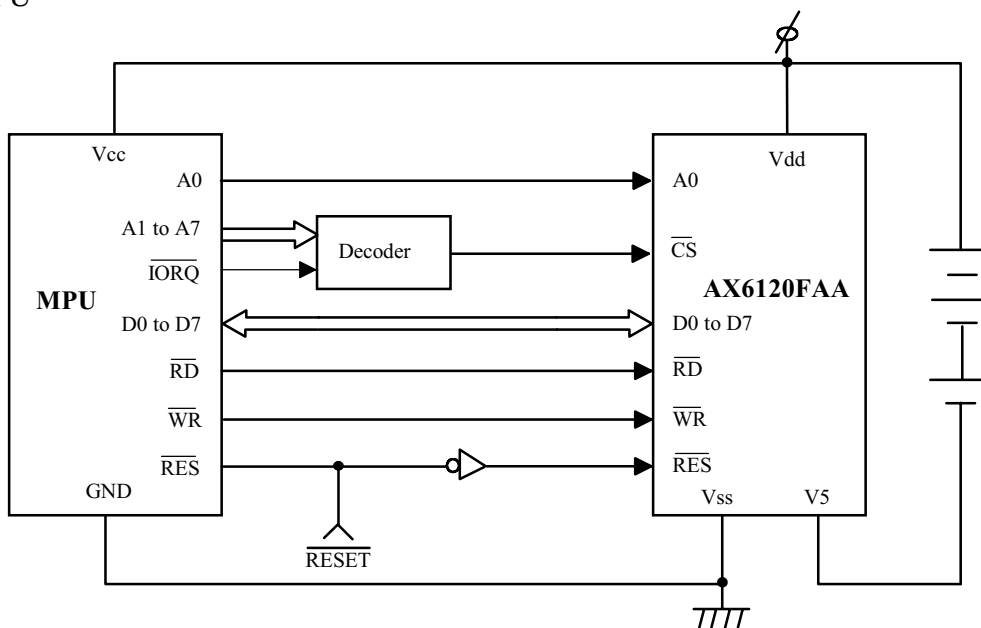 Vcc
A0
A1 to A7
IORQ
MPU
D0 to D7
RD
WR
RES
GND
Decoder
RESET
Vdd
A0
CS
AX6120FAA
D0 to D7
RD
WR
RES
Vss
V5